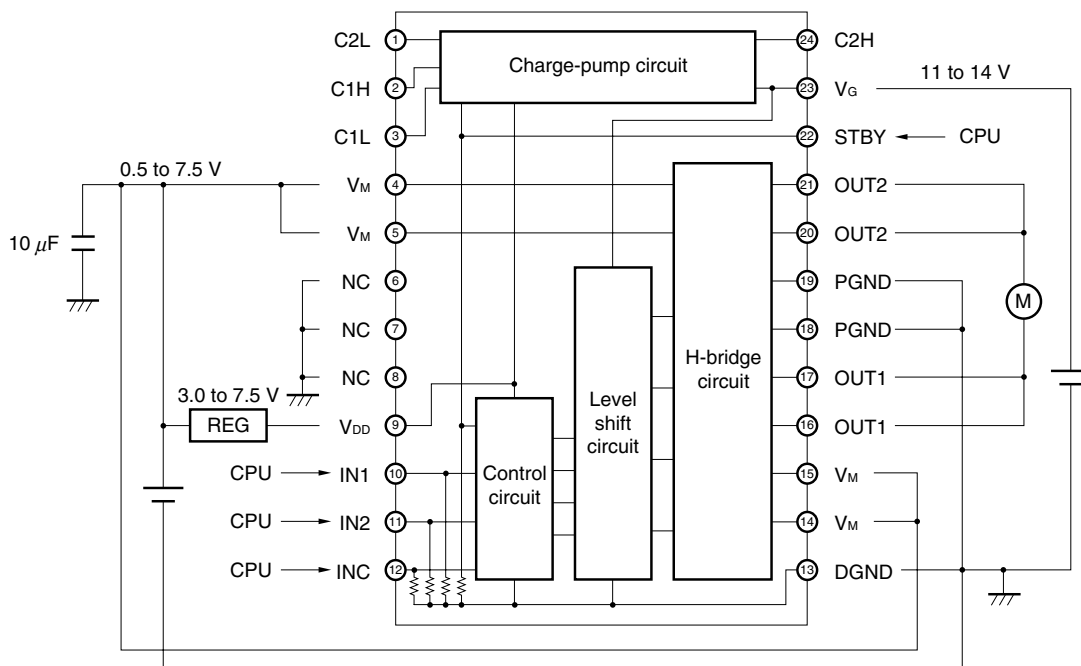 C2L 1 24 C2H
Charge-pump circuit
C1H 2 23 VG 11 to 14 V
C1L 3 22 STBY CPU
0.5 to 7.5 V
VM 4 21 OUT2
10 μF
VM 5 20 OUT2
NC 6 19 PGND
M
NC 7 18 PGND
H-bridge
circuit
NC 8 17 OUT1
3.0 to 7.5 V
REG VDD 9 16 OUT1
Level
shift
circuit
CPU IN1 10 15 VM
Control
circuit
CPU IN2 11 14 VM
CPU INC 12 13 DGND